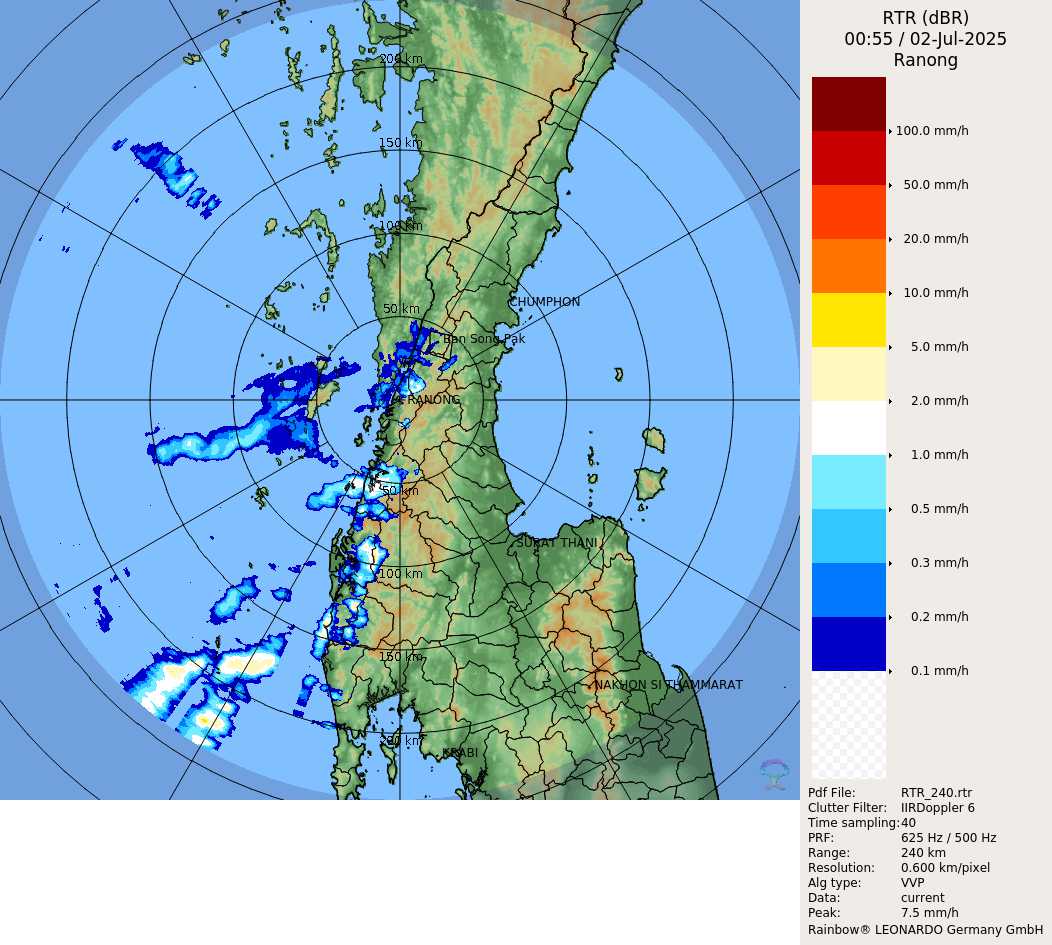 RTR (dBR)
00:55 / 02-Jul-2025
Ranong
100.0 mm/h
50.0 mm/h
20.0 mm/h
10.0 mm/h
5.0 mm/h
2.0 mm/h
1.0 mm/h
0.5 mm/h
0.3 mm/h
0.2 mm/h
0.1 mm/h
200 km
150 km
100 km
50 km
CHUMPHON
Ban Song Pak
RANONG
50 km
SURAT THANI
100 km
150 km
NAKHON SI THAMMARAT
200 km
KRABI
Pdf File: RTR_240.rtr
Clutter Filter: IIRDoppler 6
Time sampling:40
PRF: 625 Hz / 500 Hz
Range: 240 km
Resolution: 0.600 km/pixel
Alg type: VVP
Data: current
Peak: 7.5 mm/h
Rainbow® LEONARDO Germany GmbH